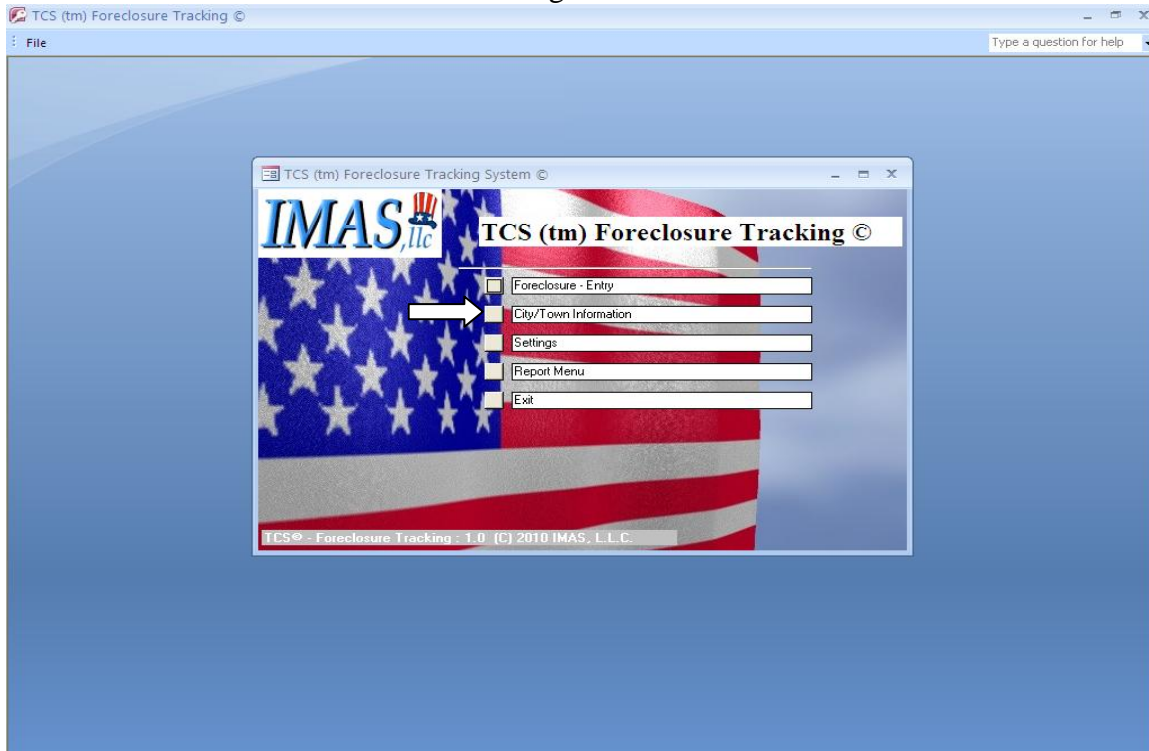 TCS (tm) Foreclosure Tracking ©
File
Type a question for help
TCS (tm) Foreclosure Tracking System ©
IMAS,llc
TCS (tm) Foreclosure Tracking ©
Foreclosure - Entry
City/Town Information
Settings
Report Menu
Exit
TCS® - Foreclosure Tracking : 1.0 (C) 2010 IMAS, L.L.C.